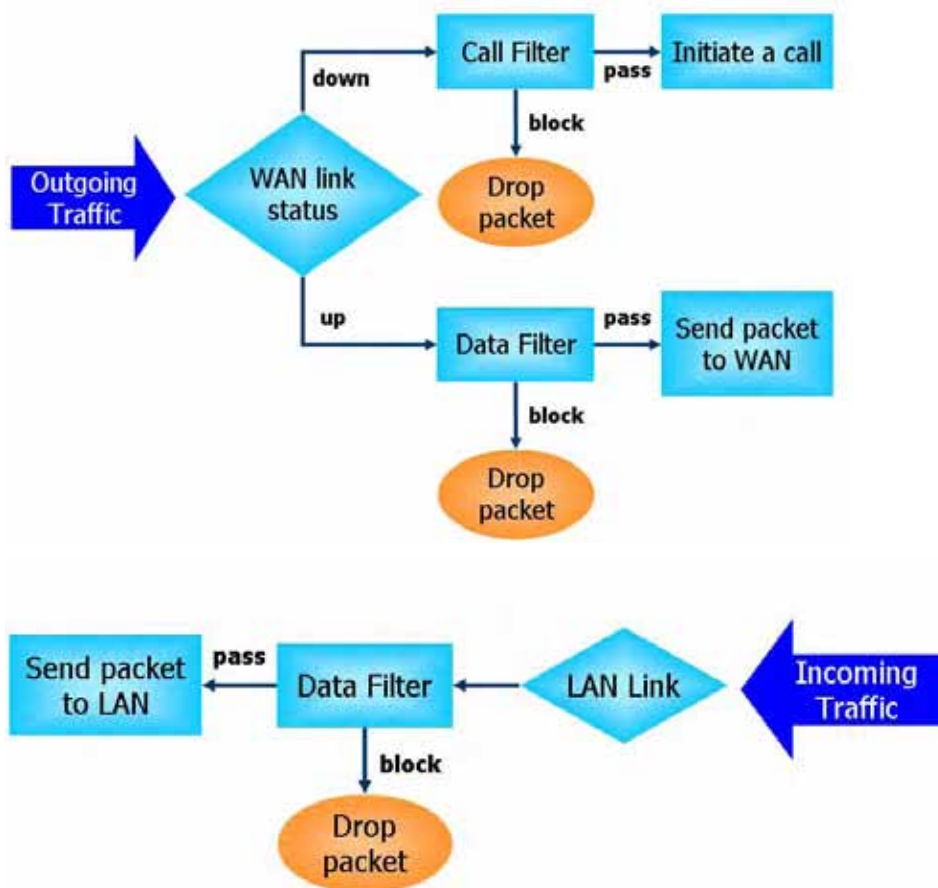 Call Filter
pass
Initiate a call
down
block
Outgoing
Traffic
WAN link
status
Drop
packet
up
Data Filter
pass
Send packet
to WAN
block
Drop
packet
Send packet
to LAN
pass
Data Filter
LAN Link
Incoming
Traffic
block
Drop
packet